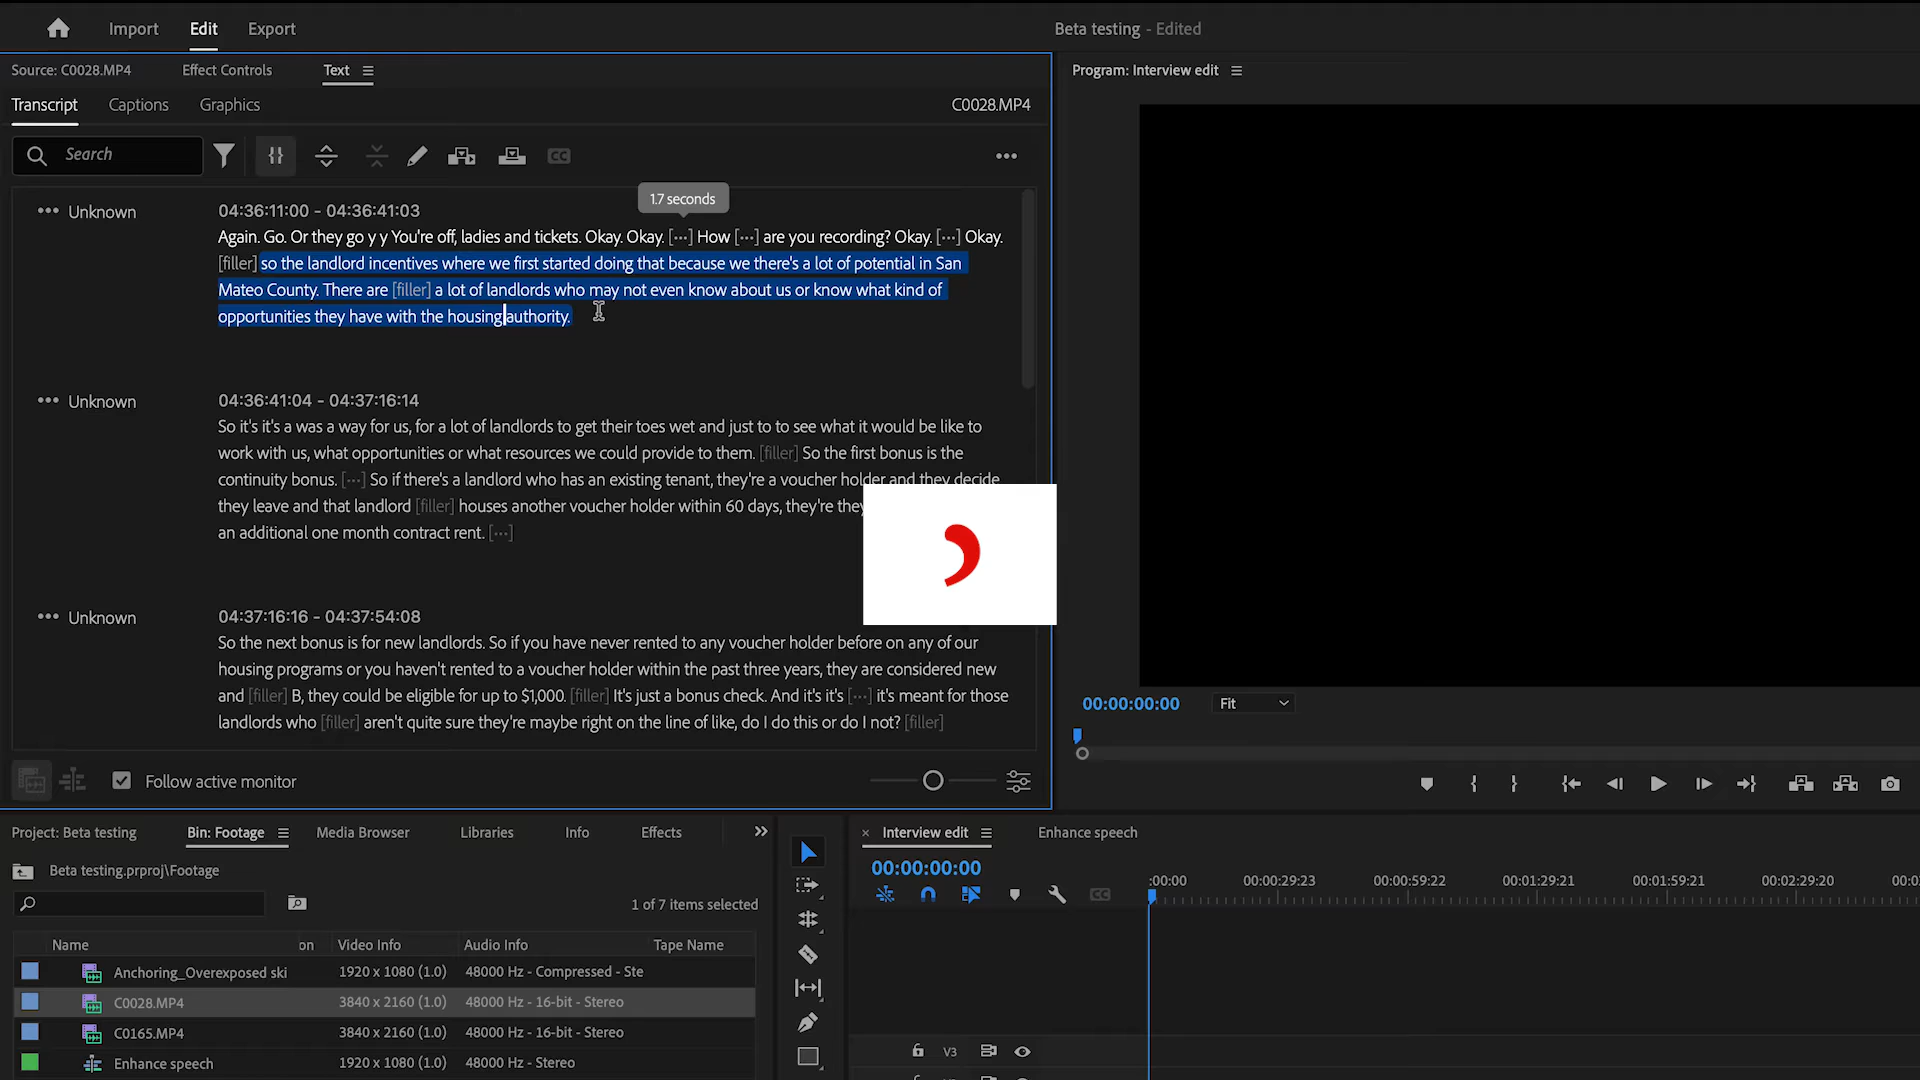 Import Edit Export Beta testing - Edited
Source: C0028.MP4 Effect Controls Text Program: Interview edit
Transcript Captions Graphics C0028.MP4
Search
1.7 seconds
Unknown 04:36:11:00 - 04:36:41:03
Again. Go. Or they go y y You're off, ladies and tickets. Okay. Okay. [···] How [···] are you recording? Okay. [···] Okay.
[filler] so the landlord incentives where we first started doing that because we there's a lot of potential in San
Mateo County. There are [filler] a lot of landlords who may not even know about us or know what kind of
opportunities they have with the housing authority.
Unknown 04:36:41:04 - 04:37:16:14
So it's it's a was a way for us, for a lot of landlords to get their toes wet and just to to see what it would be like to
work with us, what opportunities or what resources we could provide to them. [filler] So the first bonus is the
continuity bonus. [···] So if there's a landlord who has an existing tenant, they're a voucher holder and they decide
they leave and that landlord [filler] houses another voucher holder within 60 days, they're they
an additional one month contract rent. [···]
,
Unknown 04:37:16:16 - 04:37:54:08
So the next bonus is for new landlords. So if you have never rented to any voucher holder before on any of our
housing programs or you haven't rented to a voucher holder within the past three years, they are considered new
and [filler] B, they could be eligible for up to $1,000. [filler] It's just a bonus check. And it's it's [···] it's meant for those
landlords who [filler] aren't quite sure they're maybe right on the line of like, do I do this or do I not? [filler]
00:00:00:00 Fit
Follow active monitor
Project: Beta testing Bin: Footage Media Browser Libraries Info Effects
Interview edit Enhance speech
Beta testing.prproj\Footage
00:00:00:00
:00:00 00:00:29:23 00:00:59:22 00:01:29:21 00:01:59:21 00:02:29:20 00:0
CC
1 of 7 items selected
Name on Video Info Audio Info Tape Name
Anchoring_Overexposed ski 1920 x 1080 (1.0) 48000 Hz - Compressed - Ste
C0028.MP4 3840 x 2160 (1.0) 48000 Hz - 16-bit - Stereo
C0165.MP4 3840 x 2160 (1.0) 48000 Hz - 16-bit - Stereo
Enhance speech 1920 x 1080 (1.0) 48000 Hz - Stereo
V3